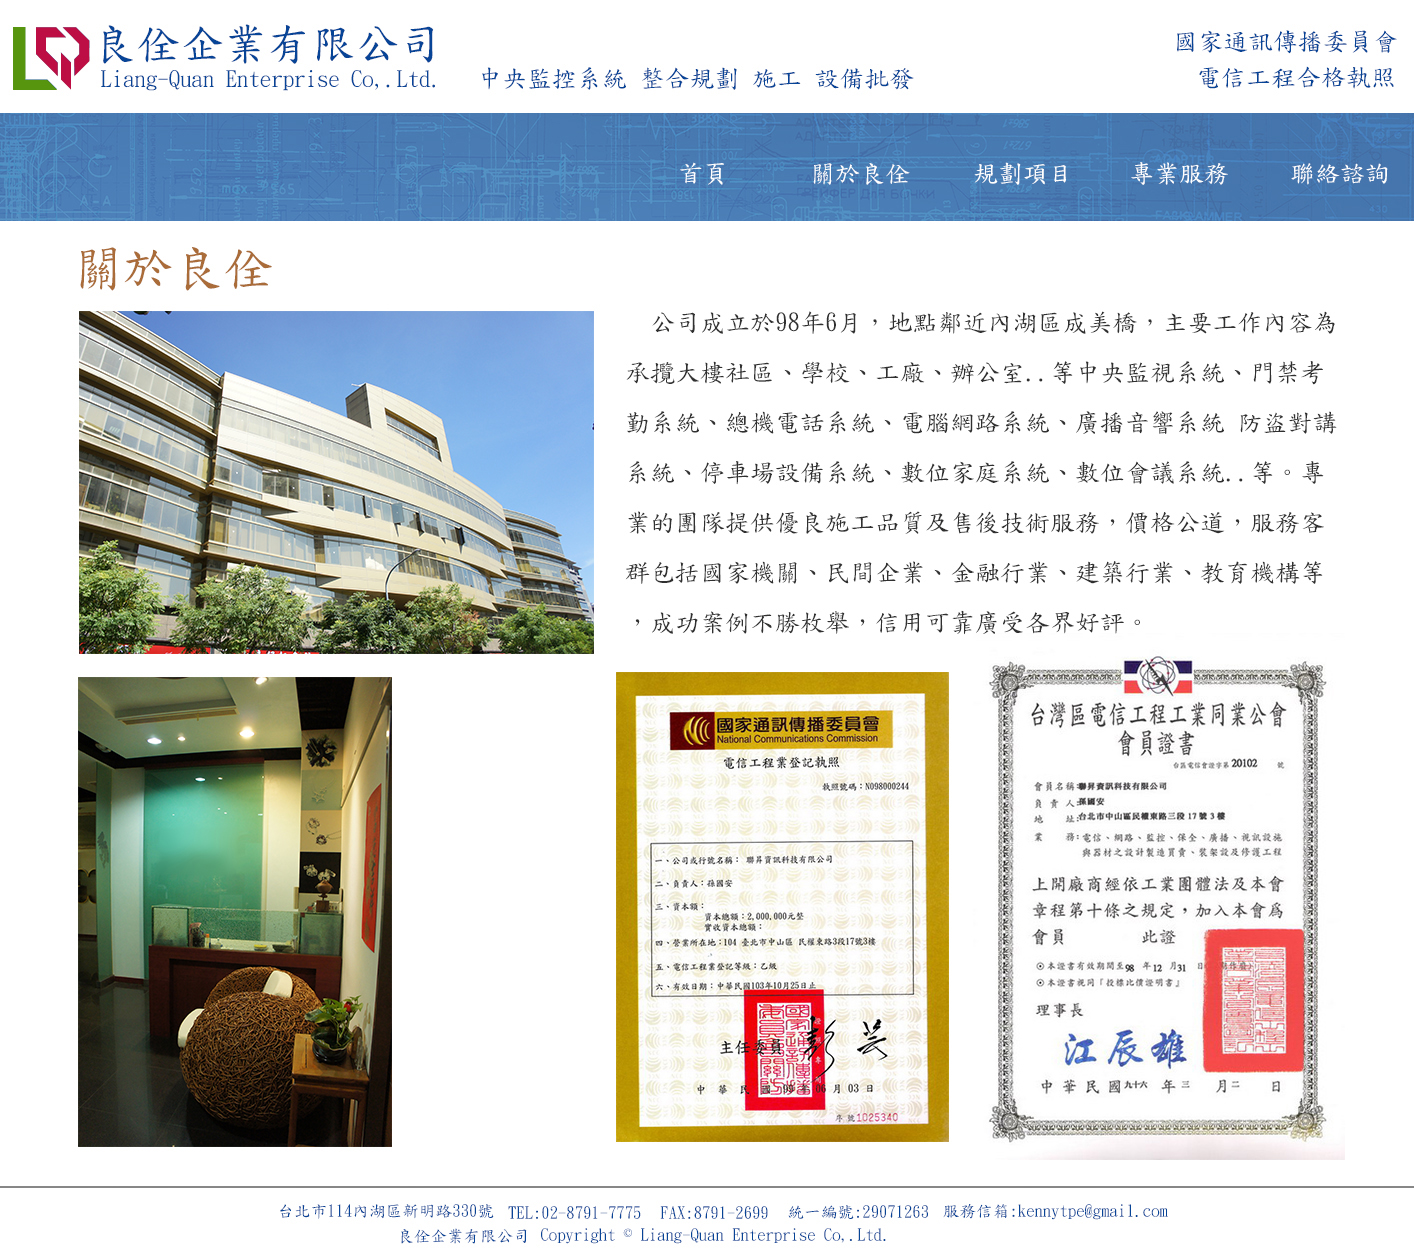 良佺企業有限公司
Liang-Quan Enterprise Co,.Ltd.
中央監控系統 整合規劃 施工 設備批發
國家通訊傳播委員會
電信工程合格執照
首頁 關於良佺 規劃項目 專業服務 聯絡諮詢
關於良佺
公司成立於98年6月，地點鄰近內湖區成美橋，主要工作內容為
承攬大樓社區、學校、工廠、辦公室..等中央監視系統、門禁考
勤系統、總機電話系統、電腦網路系統、廣播音響系統 防盜對講
系統、停車場設備系統、數位家庭系統、數位會議系統..等。專
業的團隊提供優良施工品質及售後技術服務，價格公道，服務客
群包括國家機關、民間企業、金融行業、建築行業、教育機構等
，成功案例不勝枚舉，信用可靠廣受各界好評。
國家通訊傳播委員會
National Communications Commission
電信工程業登記執照
執照號碼：N098000244
一、公司或行號名稱： 聯昇資訊科技有限公司
二、負責人：孫國安
三、資本額：
資本總額：2,000,000元整
實收資本總額：
四、營業所在地：104 臺北市中山區 民權東路3段17號3樓
五、電信工程業登記等級：乙級
六、有效日期：中華民國103年10月25日止
主任委員
中 華 民 國 09 年 06 月 03 日
序號1025340
台灣區電信工程工業同業公會
會員證書
台區電信會證字第 20102 號
會員名稱：聯昇資訊科技有限公司
負 責 人：孫國安
地 址：台北市中山區民權東路三段 17 號 3 樓
業 務：電信、網路、監控、保全、廣播、視訊設施
與器材之設計製造買賣、裝架設及修護工程
上開廠商經依工業團體法及本會
章程第十條之規定，加入本會為
會員 此證
⊙本證書有效期間至98 年12 月31 日
⊙本證書視同『投標比價證明書』
理事長
江辰雄
中華民國九十六 年三 月二 日
台北市114內湖區新明路330號 TEL:02-8791-7775 FAX:8791-2699 統一編號:29071263 服務信箱:kennytpe@gmail.com
良佺企業有限公司 Copyright © Liang-Quan Enterprise Co,.Ltd.